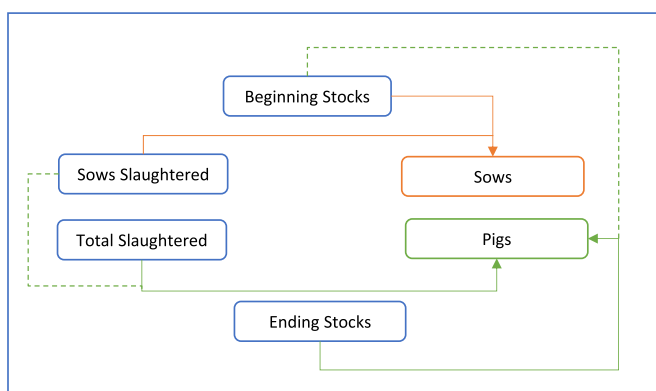 Beginning Stocks
Sows Slaughtered
Sows
Total Slaughtered
Pigs
Ending Stocks